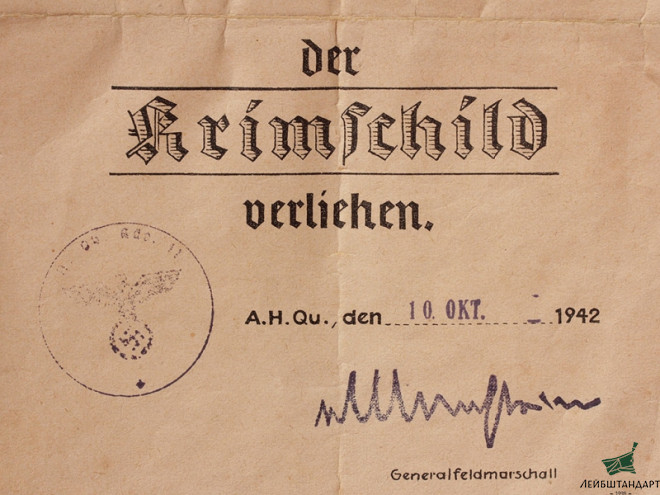 der
Krimschild
verliehen.
A.H.Qu., den 10. OKT. 1942
Generalfeldmarschall
ЛЕЙБШТАНДАРТ